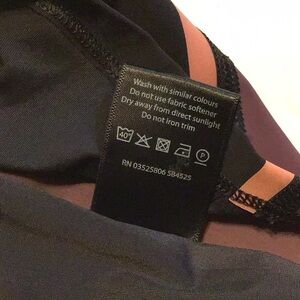 Wash with similar colours
Do not use fabric softener
Dry away from direct sunlight
Do not iron trim
40°
P
RN 03525806 SB4525